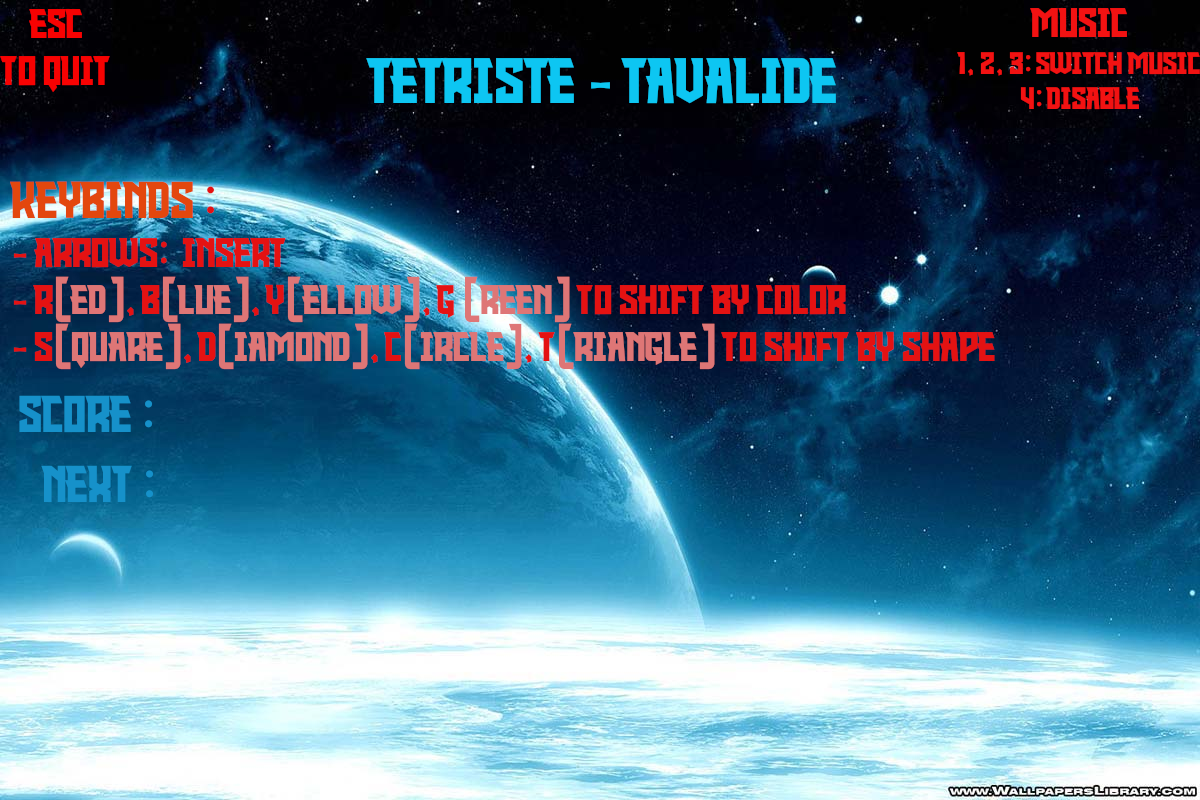 ESC
TO QUIT
MUSIC
1, 2, 3: SWITCH MUSIC
4: DISABLE
TETRISTE - TAVALIDE
KEYBINDS :
- ARROWS: INSERT
- R(ED), B(LUE), Y(ELLOW), G (REEN) TO SHIFT BY COLOR
- S(QUARE), D(IAMOND), C(IRCLE), T(RIANGLE) TO SHIFT BY SHAPE
SCORE :
NEXT :
www.WallpapersLibrary.com